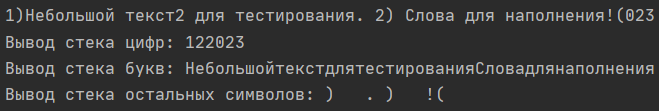 1)Небольшой текст2 для тестирования. 2) Слова для наполнения!(023
Вывод стека цифр: 122023
Вывод стека букв: НебольшойтекстдлятестированияСловадлянаполнения
Вывод стека остальных символов: )   . )   !(